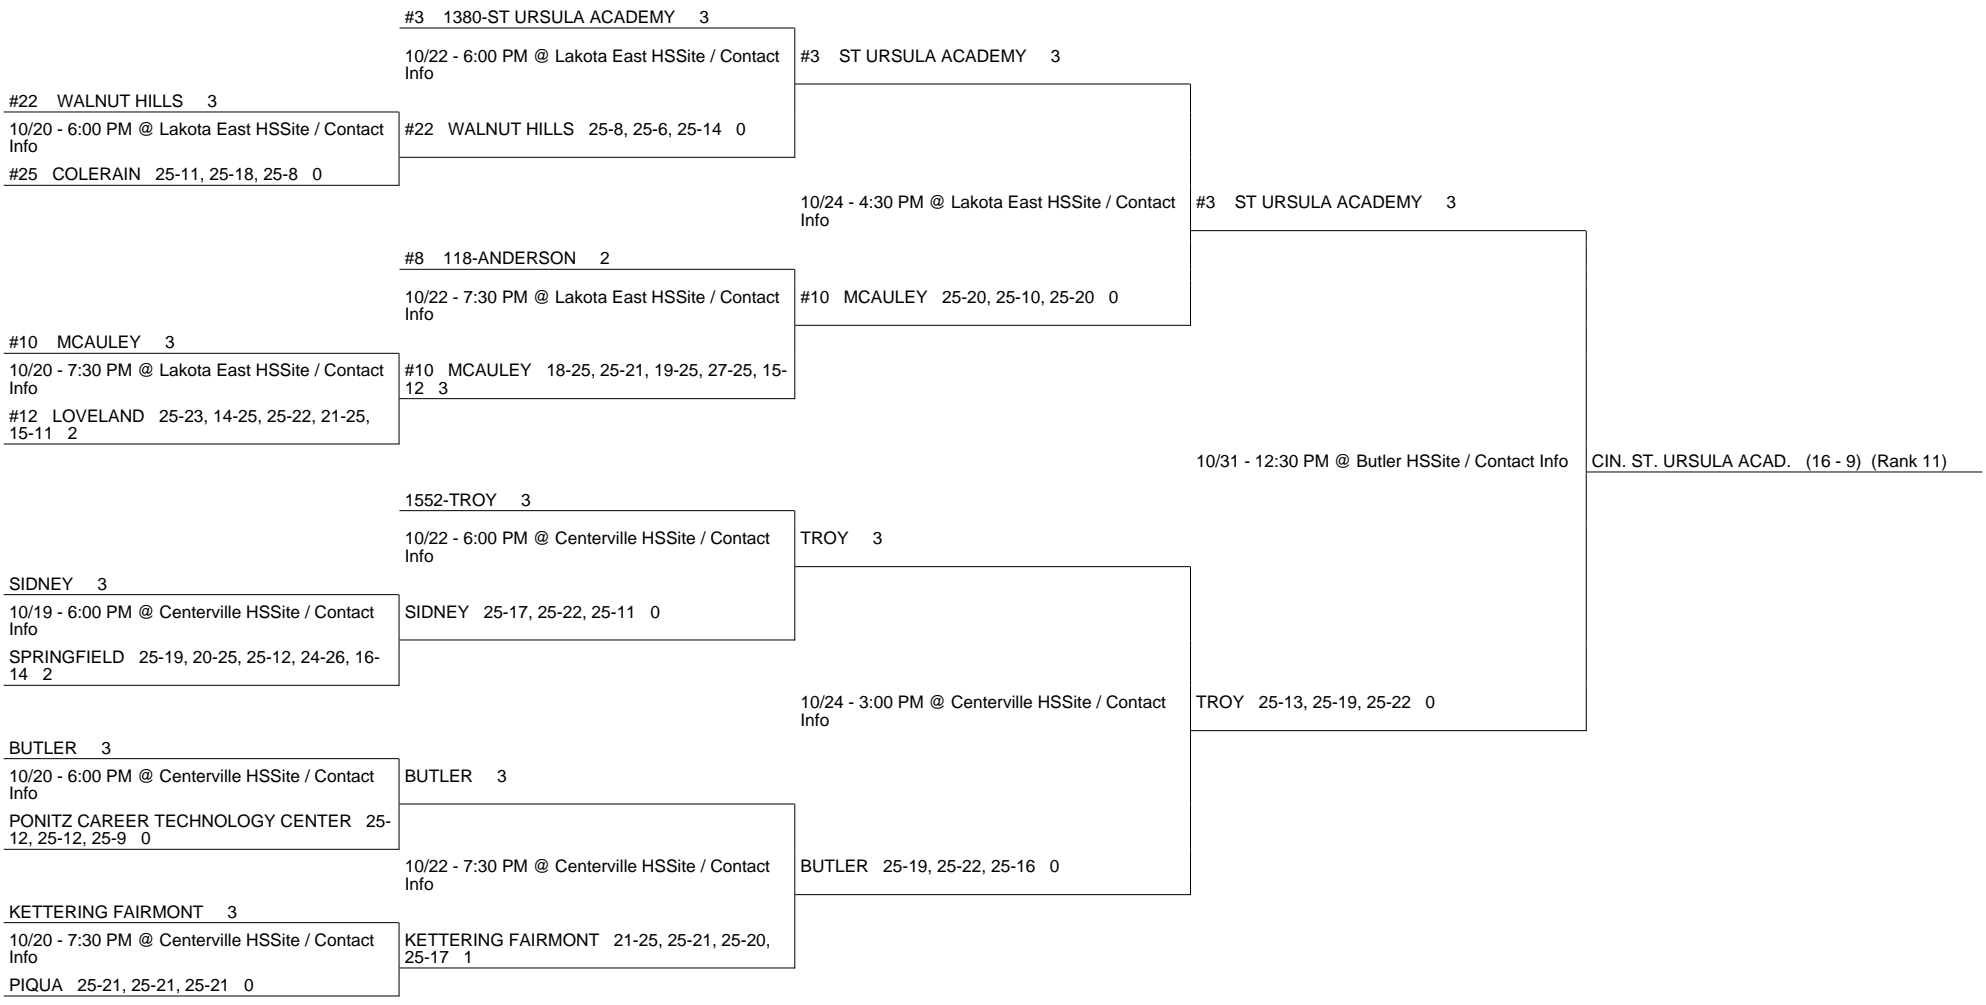 #3 1380-ST URSULA ACADEMY 3
10/22 - 6:00 PM @ Lakota East HSSite / Contact
Info
#3 ST URSULA ACADEMY 3
#22 WALNUT HILLS 3
10/20 - 6:00 PM @ Lakota East HSSite / Contact
Info
#22 WALNUT HILLS 25-8, 25-6, 25-14 0
#25 COLERAIN 25-11, 25-18, 25-8 0
10/24 - 4:30 PM @ Lakota East HSSite / Contact
Info
#3 ST URSULA ACADEMY 3
#8 118-ANDERSON 2
10/22 - 7:30 PM @ Lakota East HSSite / Contact
Info
#10 MCAULEY 25-20, 25-10, 25-20 0
#10 MCAULEY 3
10/20 - 7:30 PM @ Lakota East HSSite / Contact
Info
#10 MCAULEY 18-25, 25-21, 19-25, 27-25, 15-
12 3
#12 LOVELAND 25-23, 14-25, 25-22, 21-25,
15-11 2
10/31 - 12:30 PM @ Butler HSSite / Contact Info
CIN. ST. URSULA ACAD. (16 - 9) (Rank 11)
1552-TROY 3
10/22 - 6:00 PM @ Centerville HSSite / Contact
Info
TROY 3
SIDNEY 3
10/19 - 6:00 PM @ Centerville HSSite / Contact
Info
SIDNEY 25-17, 25-22, 25-11 0
SPRINGFIELD 25-19, 20-25, 25-12, 24-26, 16-
14 2
10/24 - 3:00 PM @ Centerville HSSite / Contact
Info
TROY 25-13, 25-19, 25-22 0
BUTLER 3
10/20 - 6:00 PM @ Centerville HSSite / Contact
Info
BUTLER 3
PONITZ CAREER TECHNOLOGY CENTER 25-
12, 25-12, 25-9 0
10/22 - 7:30 PM @ Centerville HSSite / Contact
Info
BUTLER 25-19, 25-22, 25-16 0
KETTERING FAIRMONT 3
10/20 - 7:30 PM @ Centerville HSSite / Contact
Info
KETTERING FAIRMONT 21-25, 25-21, 25-20,
25-17 1
PIQUA 25-21, 25-21, 25-21 0